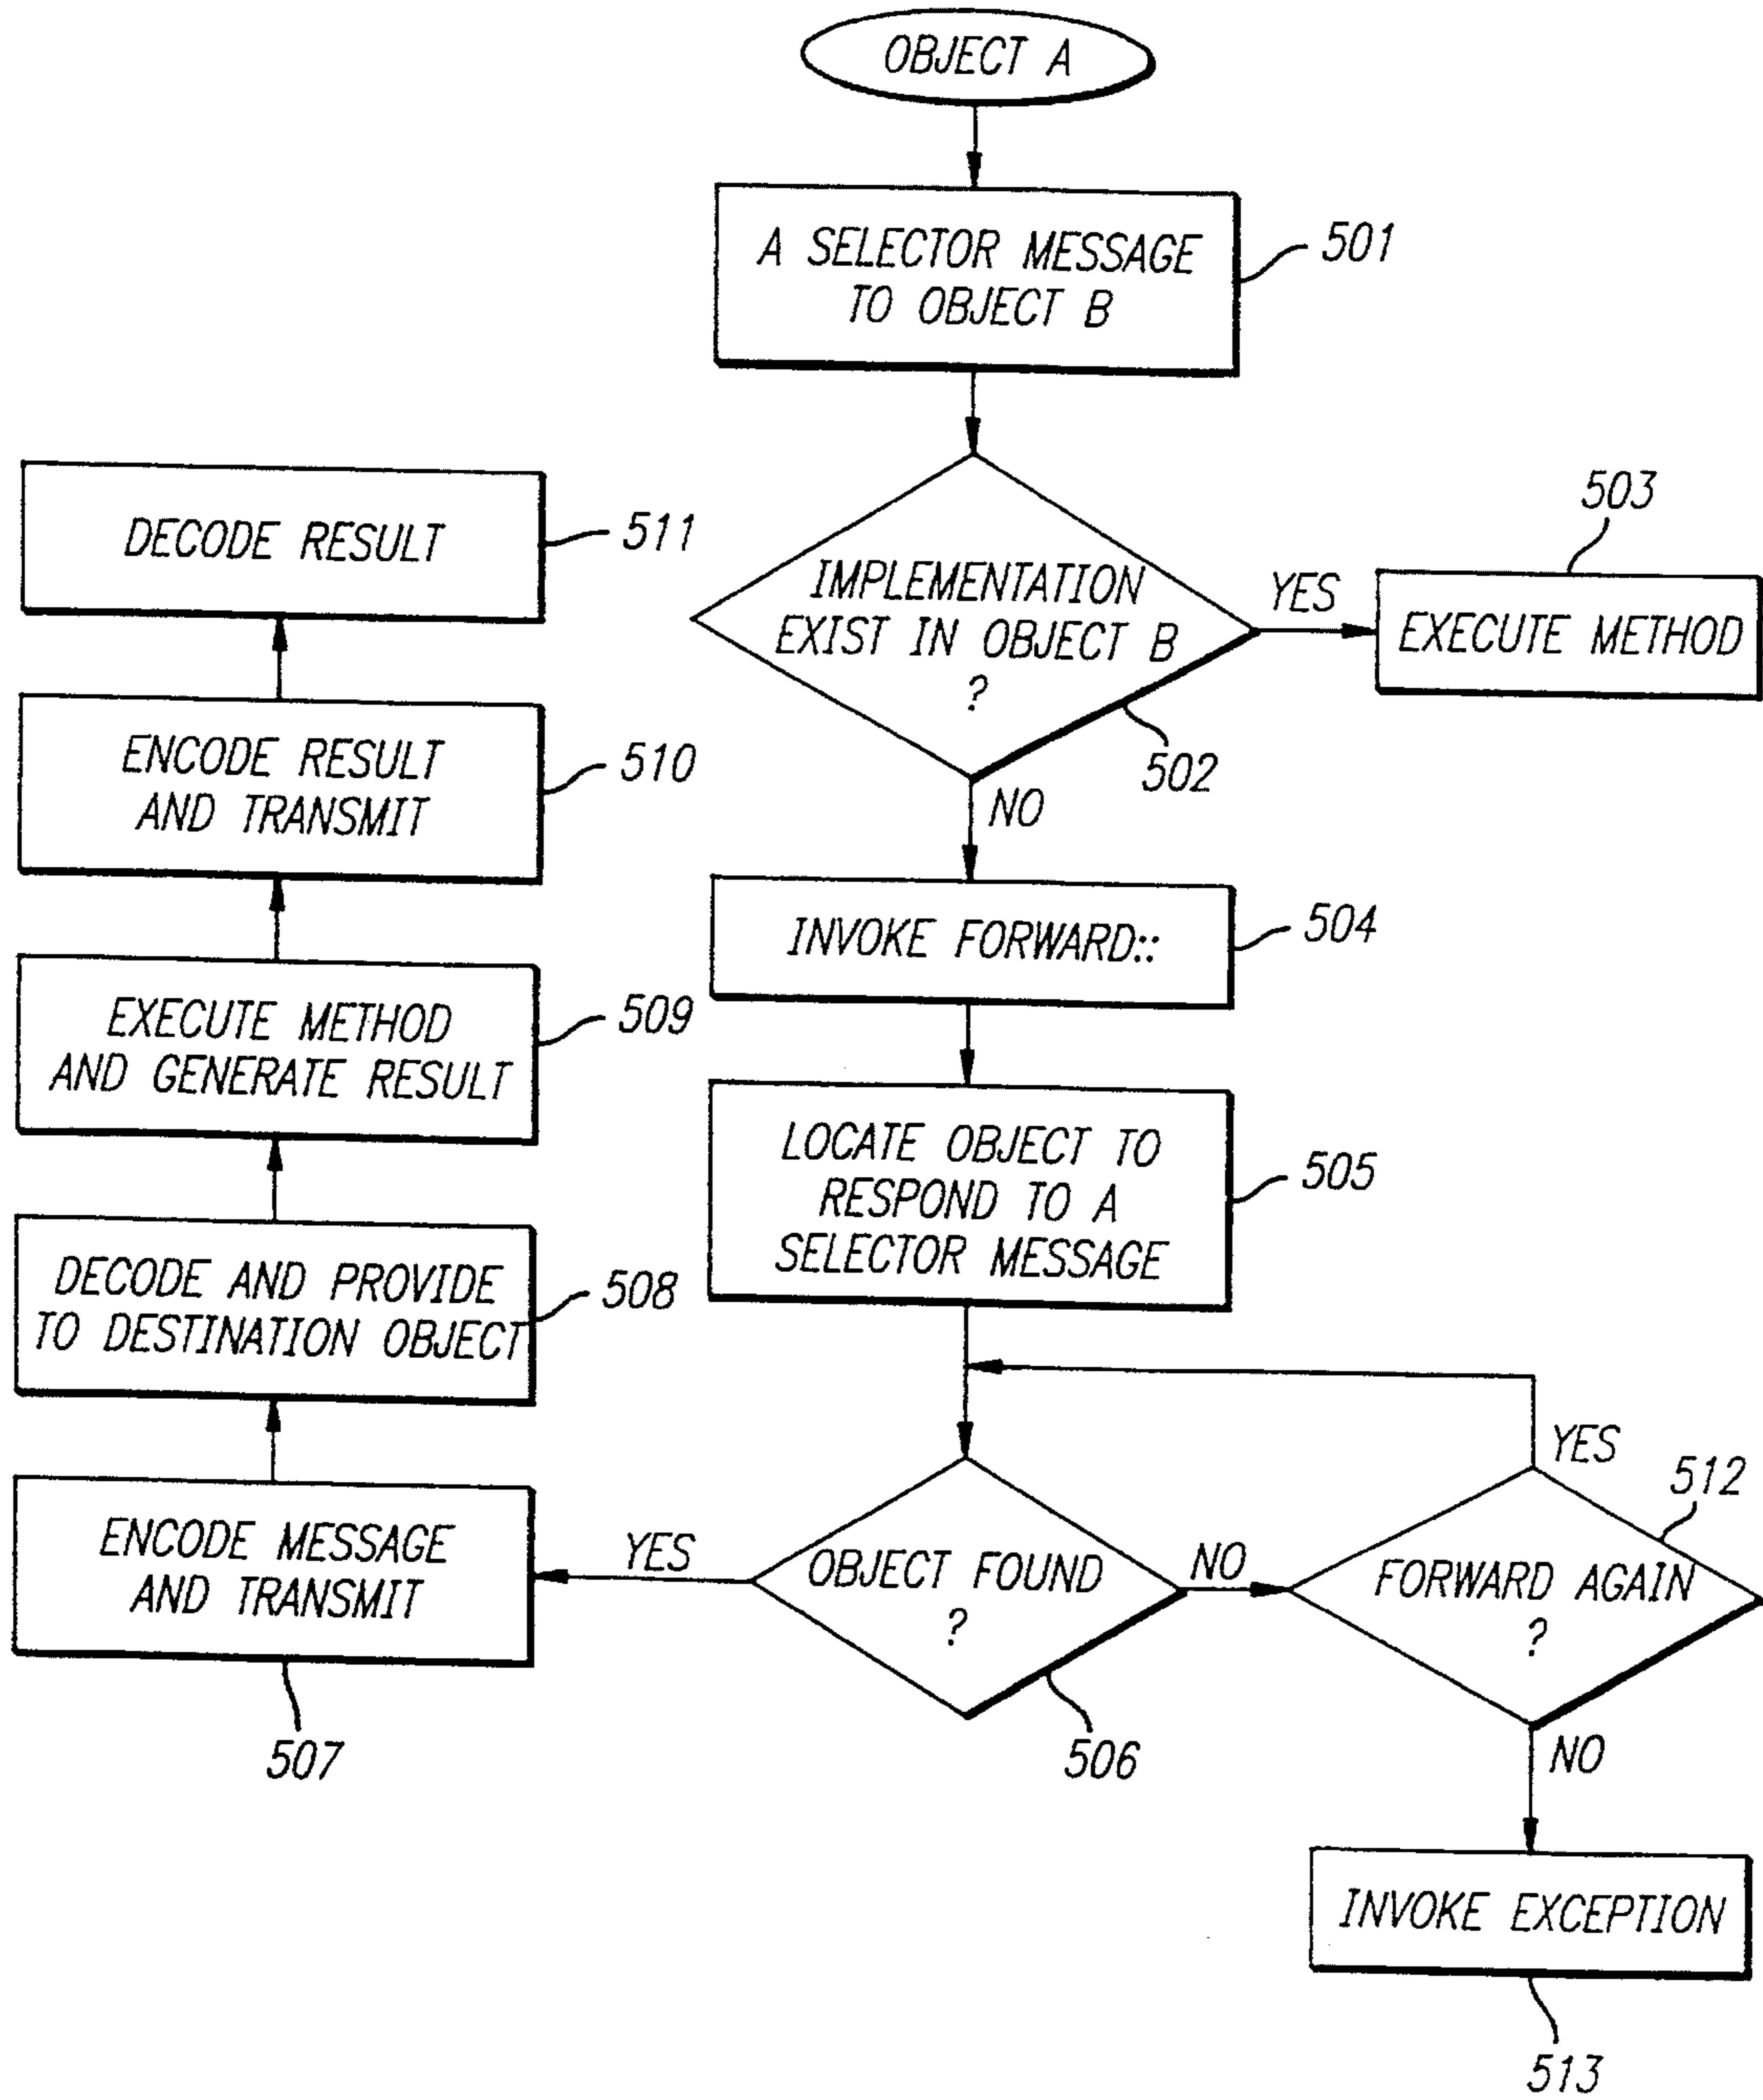 OBJECT A
A SELECTOR MESSAGE
TO OBJECT B
501
IMPLEMENTATION
EXIST IN OBJECT B
?
502
YES
503
EXECUTE METHOD
NO
INVOKE FORWARD::
504
LOCATE OBJECT TO
RESPOND TO A
SELECTOR MESSAGE
505
OBJECT FOUND
?
506
YES
NO
FORWARD AGAIN
?
512
YES
NO
INVOKE EXCEPTION
513
ENCODE MESSAGE
AND TRANSMIT
507
DECODE AND PROVIDE
TO DESTINATION OBJECT
508
EXECUTE METHOD
AND GENERATE RESULT
509
ENCODE RESULT
AND TRANSMIT
510
DECODE RESULT
511